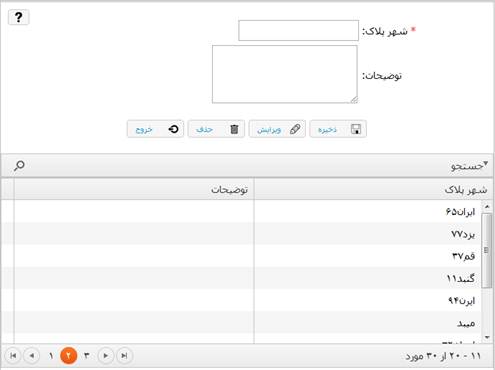 ?
* شهر پلاک:
توضیحات:
ذخیره ویرایش حذف خروج
جستجو
شهر پلاک توضیحات
ایران۶۵
یزد۷۷
قم۳۷
گنبد۱۱
ایرن۹۴
میبد
۱۱ - ۲۰ از ۳۰ مورد ۱ ۲ ۳